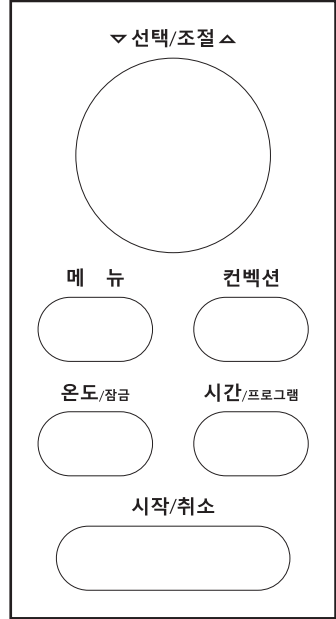 ▽ 선택/조절 △
메 뉴 컨벡션
온도/잠금 시간/프로그램
시작/취소